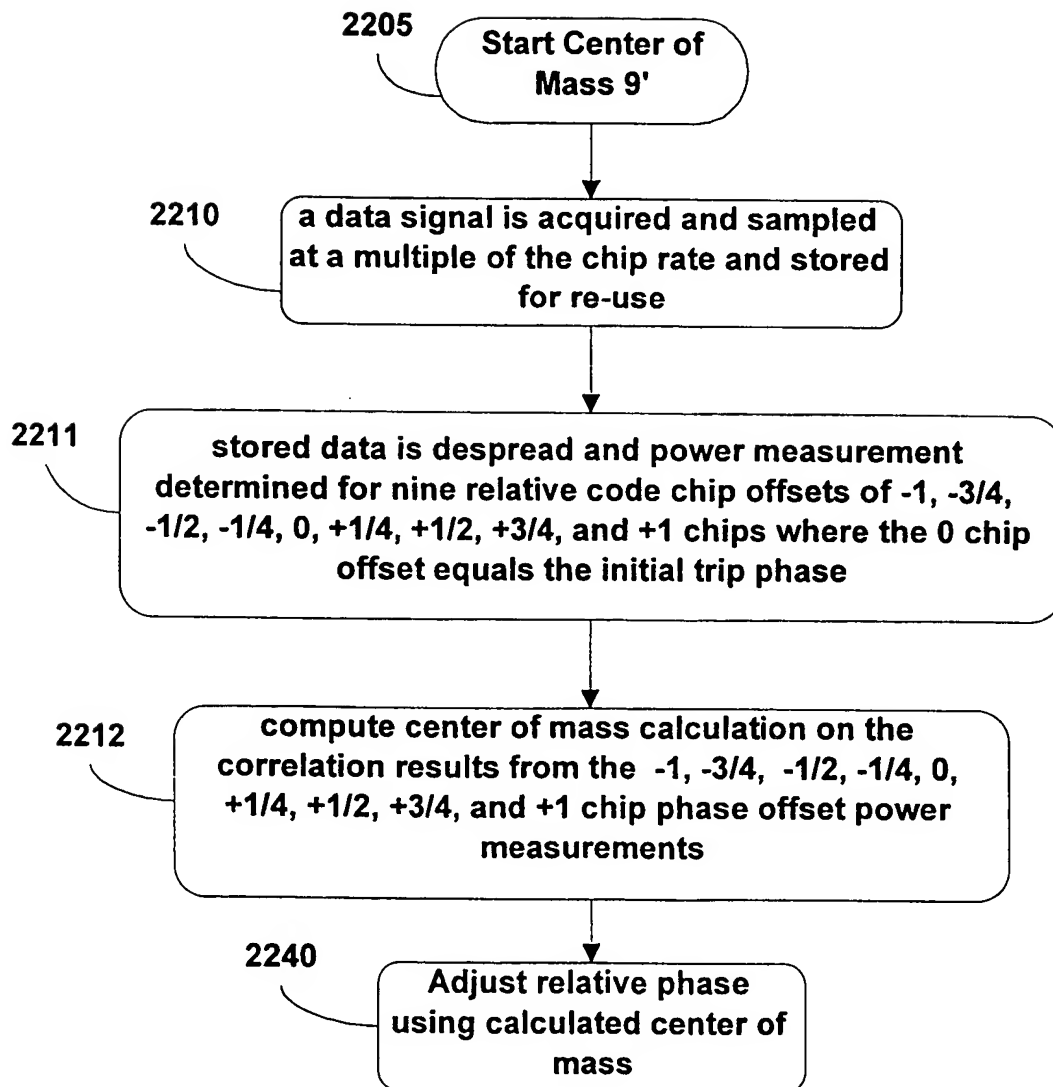 2205
Start Center of
Mass 9'
2210
a data signal is acquired and sampled
at a multiple of the chip rate and stored
for re-use
2211
stored data is despread and power measurement
determined for nine relative code chip offsets of -1, -3/4,
-1/2, -1/4, 0, +1/4, +1/2, +3/4, and +1 chips where the 0 chip
offset equals the initial trip phase
2212
compute center of mass calculation on the
correlation results from the -1, -3/4, -1/2, -1/4, 0,
+1/4, +1/2, +3/4, and +1 chip phase offset power
measurements
2240
Adjust relative phase
using calculated center of
mass